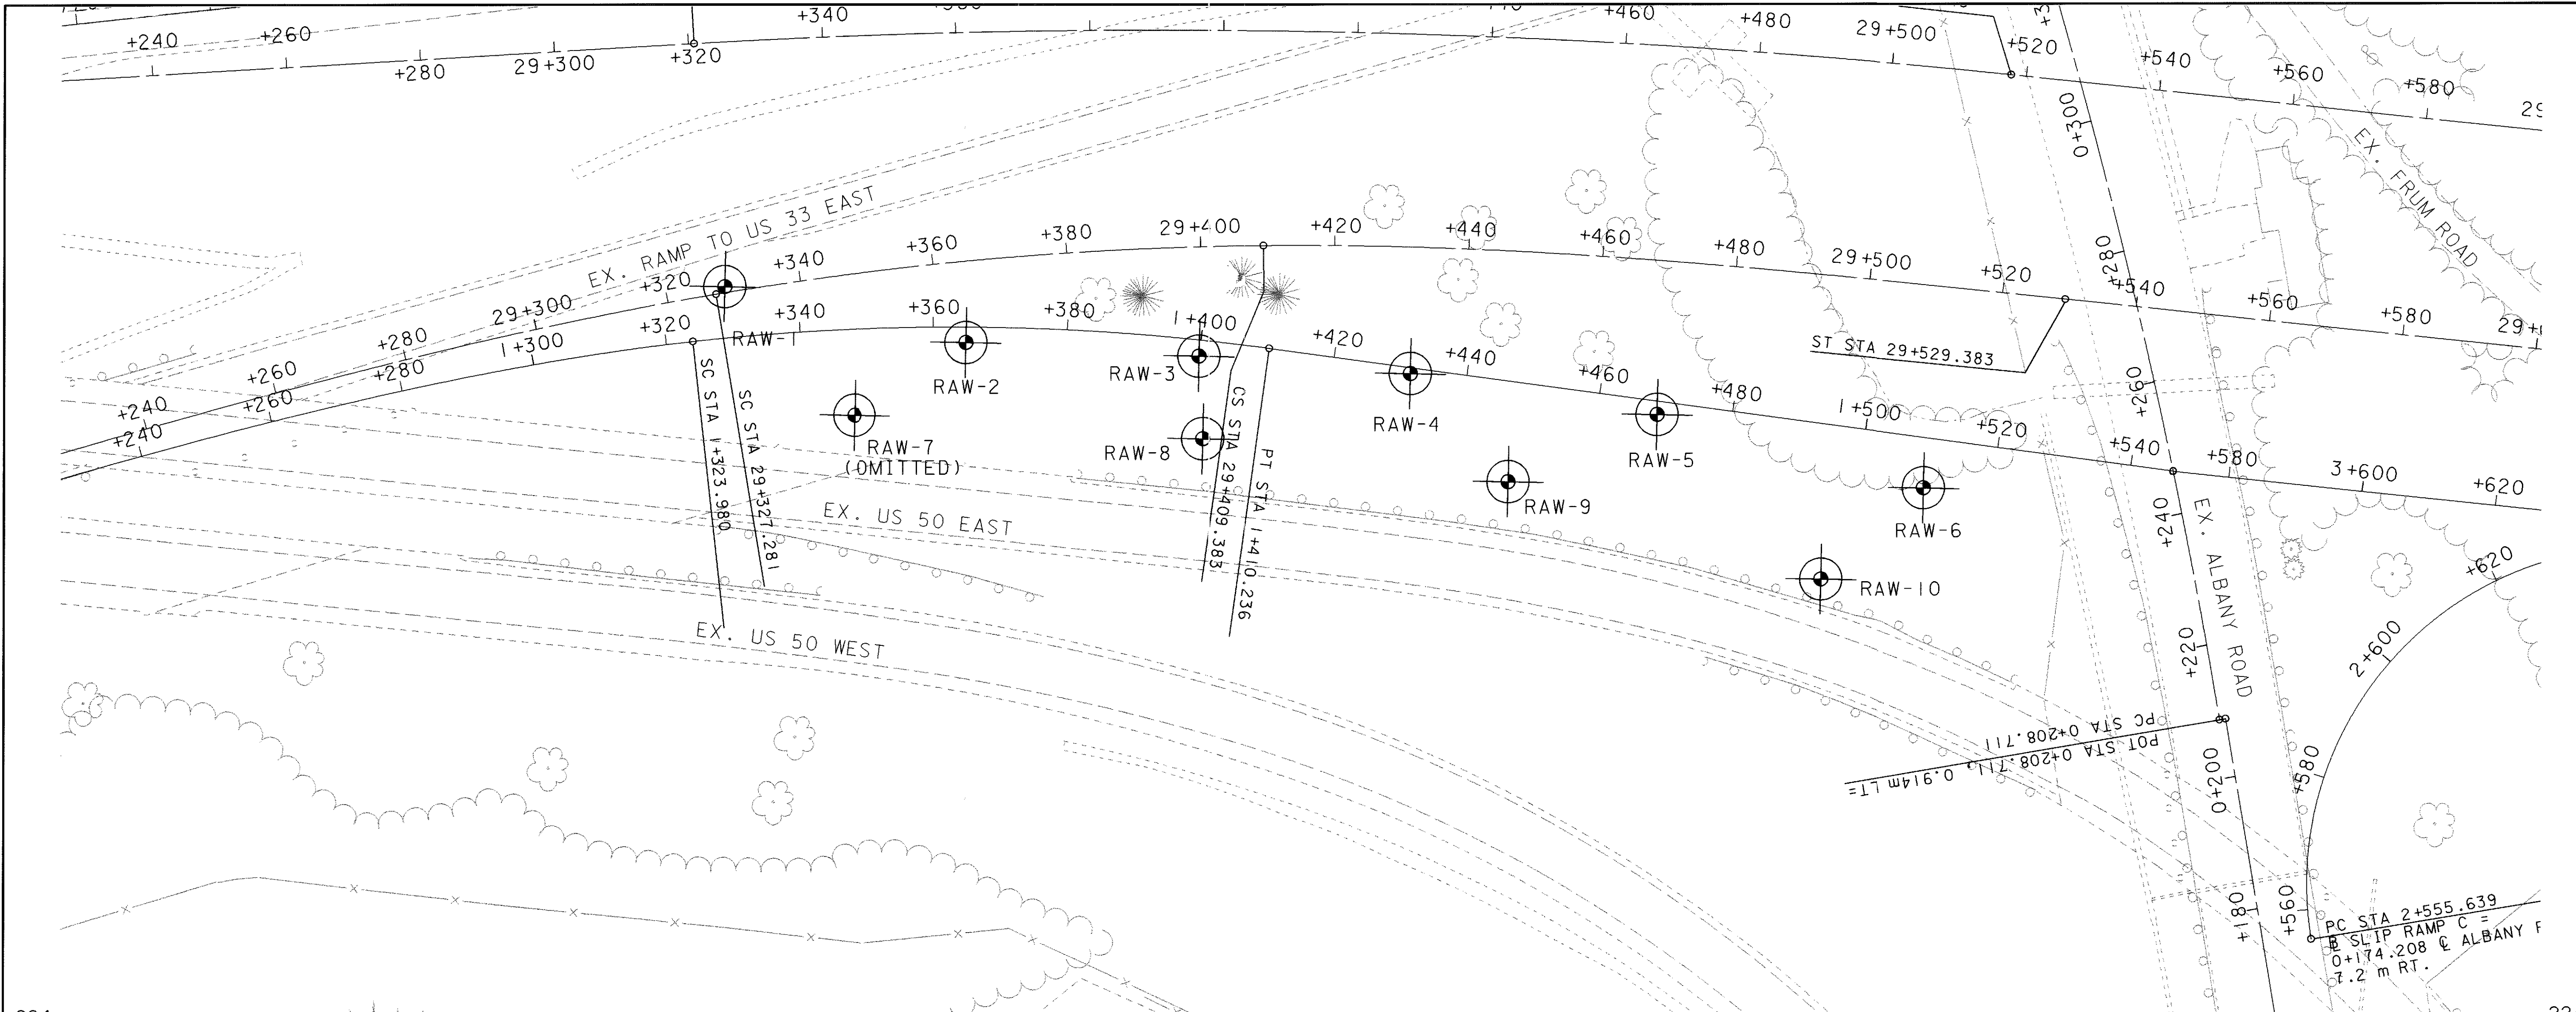 +340
+460
+480
29+500
+520
+540
+560
+580
+240
+260
+280
29+300
+320
0+300
EX. FRUM ROAD
EX. RAMP TO US 33 EAST
+240
+260
+280
29+300
+320
+340
+360
+380
29+400
+420
+440
+460
+480
29+500
+520
+540
+560
+580
+280
+240
+260
+280
1+300
+320
+340
+360
+380
1+400
+420
+440
+460
+480
1+500
+520
+540
+580
3+600
+620
RAW-1
RAW-2
RAW-3
RAW-4
RAW-5
RAW-6
RAW-7
(OMITTED)
RAW-8
RAW-9
RAW-10
ST STA 29+529.383
SC STA 1+323.980
SC STA 29+327.281
CS STA 29+409.383
PT STA 1+410.236
EX. US 50 EAST
EX. US 50 WEST
+260
+240
+220
EX. ALBANY ROAD
0+200
+180
PC STA 0+208.711
POT STA 0+208.711, 0.914m LT=
+620
2+600
+580
+560
PC STA 2+555.639
B SLIP RAMP C =
0+174.208 ℄ ALBANY
7.2 m RT.